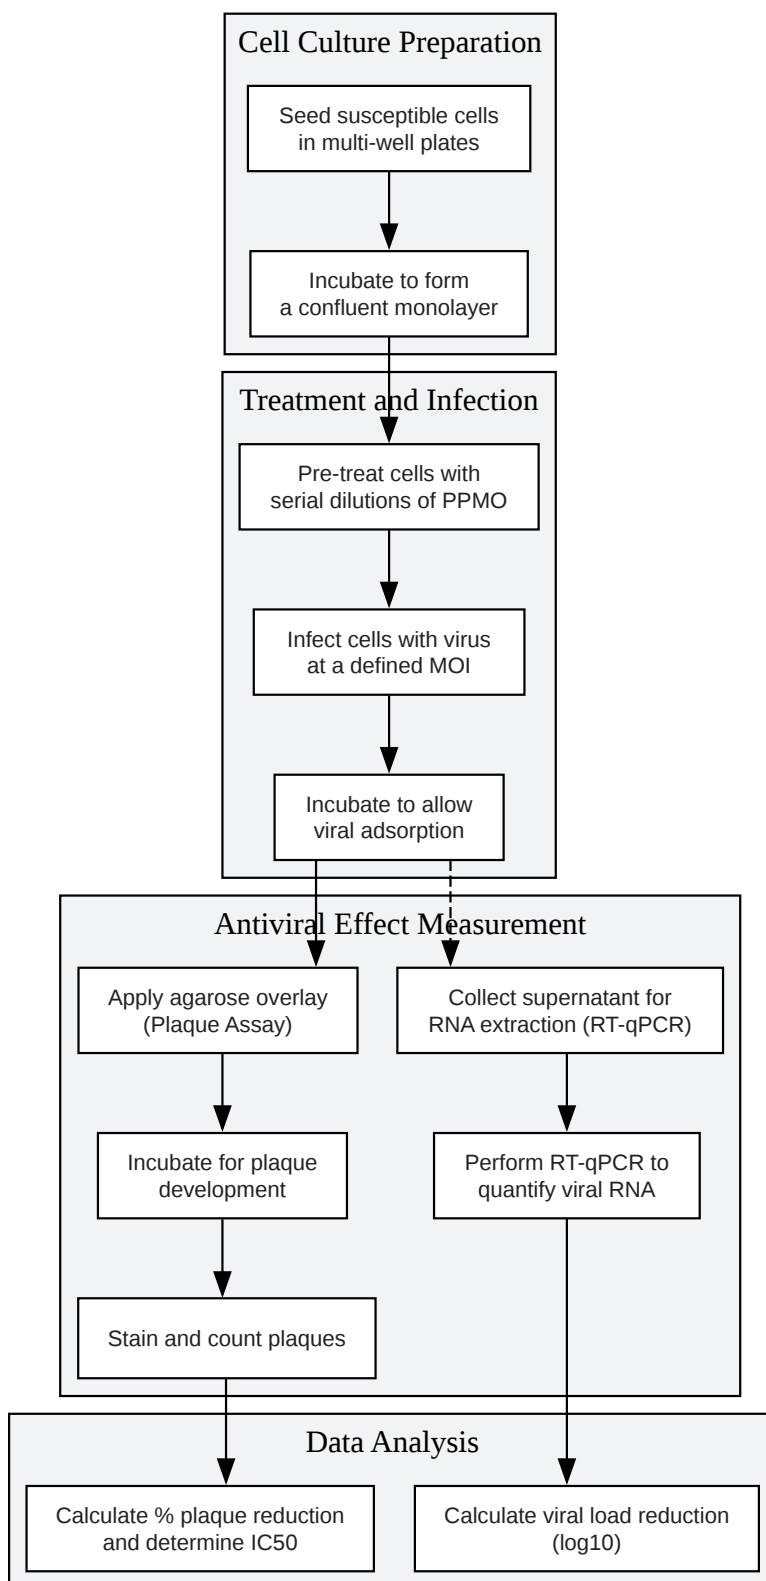 Cell Culture Preparation
Seed susceptible cells
in multi-well plates
Incubate to form
a confluent monolayer
Treatment and Infection
Pre-treat cells with
serial dilutions of PPMO
Infect cells with virus
at a defined MOI
Incubate to allow
viral adsorption
Antiviral Effect Measurement
Apply agarose overlay
(Plaque Assay)
Collect supernatant for
RNA extraction (RT-qPCR)
Incubate for plaque
development
Perform RT-qPCR to
quantify viral RNA
Stain and count plaques
Data Analysis
Calculate % plaque reduction
and determine IC50
Calculate viral load reduction
(log10)